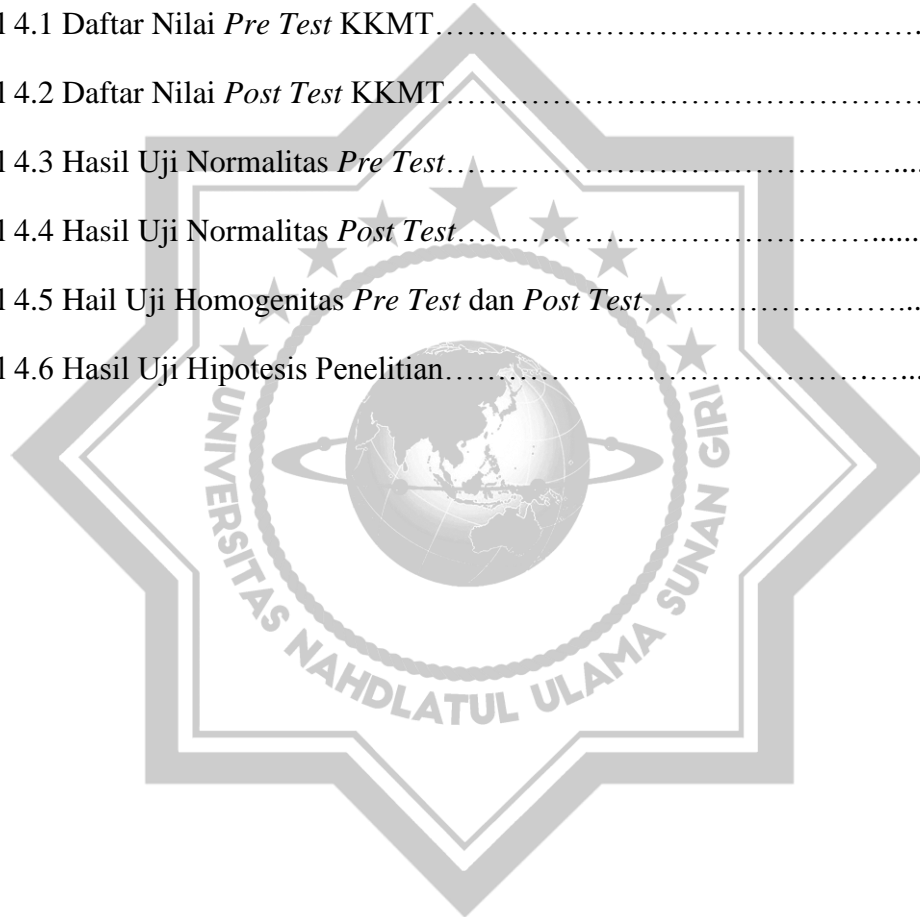 l 4.1 Daftar Nilai Pre Test KKMT……………………………………………..
l 4.2 Daftar Nilai Post Test KKMT……………………………………………
l 4.3 Hasil Uji Normalitas Pre Test……………………………………….....
l 4.4 Hasil Uji Normalitas Post Test…………………………………….......
l 4.5 Hail Uji Homogenitas Pre Test dan Post Test……………………...
l 4.6 Hasil Uji Hipotesis Penelitian…………………………………….…...
UNIVERSITAS NAHDLATUL ULAMA SUNAN GIRI